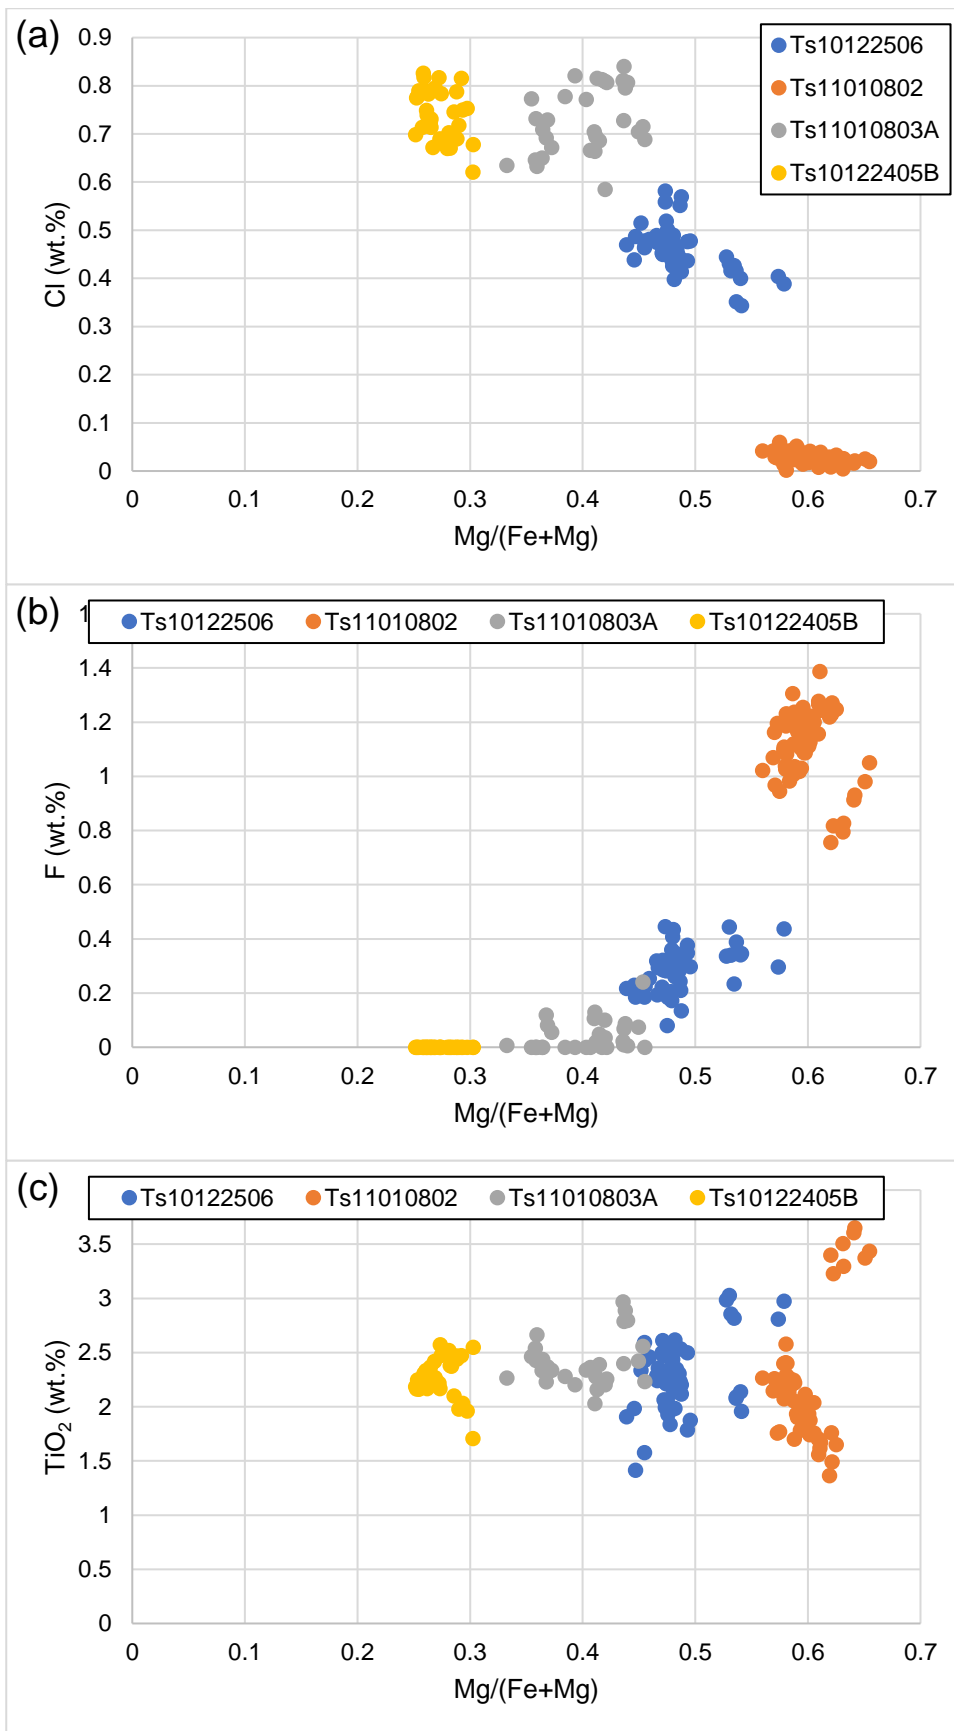 (a)
0.9
0.8
0.7
0.6
0.5
0.4
0.3
0.2
0.1
0
Cl (wt.%)
Ts10122506
Ts11010802
Ts11010803A
Ts10122405B
0 0.1 0.2 0.3 0.4 0.5 0.6 0.7
Mg/(Fe+Mg)
(b)
Ts10122506 Ts11010802 Ts11010803A Ts10122405B
1.4
1.2
1
0.8
0.6
0.4
0.2
0
F (wt.%)
0 0.1 0.2 0.3 0.4 0.5 0.6 0.7
Mg/(Fe+Mg)
(c)
Ts10122506 Ts11010802 Ts11010803A Ts10122405B
3.5
3
2.5
2
1.5
1
0.5
0
TiO₂ (wt.%)
0 0.1 0.2 0.3 0.4 0.5 0.6 0.7
Mg/(Fe+Mg)